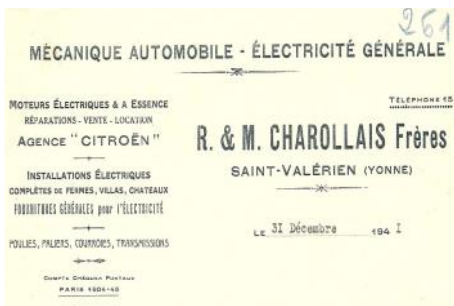 261
MÉCANIQUE AUTOMOBILE - ÉLECTRICITÉ GÉNÉRALE
MOTEURS ÉLECTRIQUES & A ESSENCE
RÉPARATIONS - VENTE - LOCATION
AGENCE "CITROËN"
INSTALLATIONS ÉLECTRIQUES
COMPLÈTES DE FERMES, VILLAS, CHATEAUX
FOURNITURES GÉNÉRALES pour l'ÉLECTRICITÉ
POULIES, PALIERS, COURROIES, TRANSMISSIONS
COMPTE CHÈQUES POSTAUX
PARIS 1504-45
TÉLÉPHONE 15
R. & M. CHAROLLAIS Frères
SAINT-VALÉRIEN (YONNE)
LE 31 Décembre 194 1